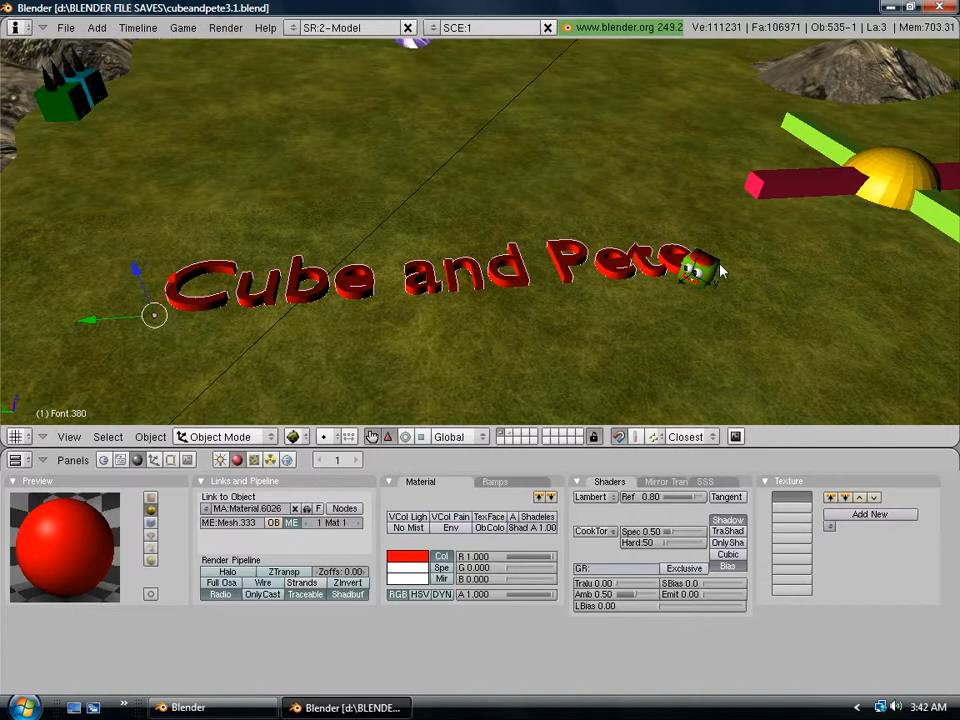 Blender [d:\BLENDER FILE SAVES\cubeandpete3.1.blend]
File Add Timeline Game Render Help SR:2-Model SCE:1 www.blender.org 249.2 Ve:111231 | Fa:106971 | Ob:535-1 | La:3 | Mem:703.31
Cube and Pete
(1) Font.380
View Select Object Object Mode Global Closest
Panels 1
Preview Links and Pipeline Material Ramps Shaders Mirror Tran SSS Texture
Link to Object
MA:Material.6026 F Nodes
ME:Mesh.333 OB ME 1 Mat 1
Render Pipeline
Halo ZTransp Zoffs: 0.00
Full Osa Wire Strands ZInvert
Radio OnlyCast Traceable Shadbuf
VCol Ligh VCol Pain TexFace A Shadeles
No Mist Env ObColo Shad A 1.00
Col R 1.000
Spe G 0.000
Mir B 0.000
RGB HSV DYN A 1.000
Lambert Ref 0.80 Tangent
Shadow
CookTor Spec 0.50 TraShad
Hard:50 OnlySha
Cubic
GR: Exclusive Bias
Tralu 0.00 SBias 0.0
Amb 0.50 Emit 0.00
LBias 0.00
Add New
Blender Blender [d:\BLENDE... 3:42 AM